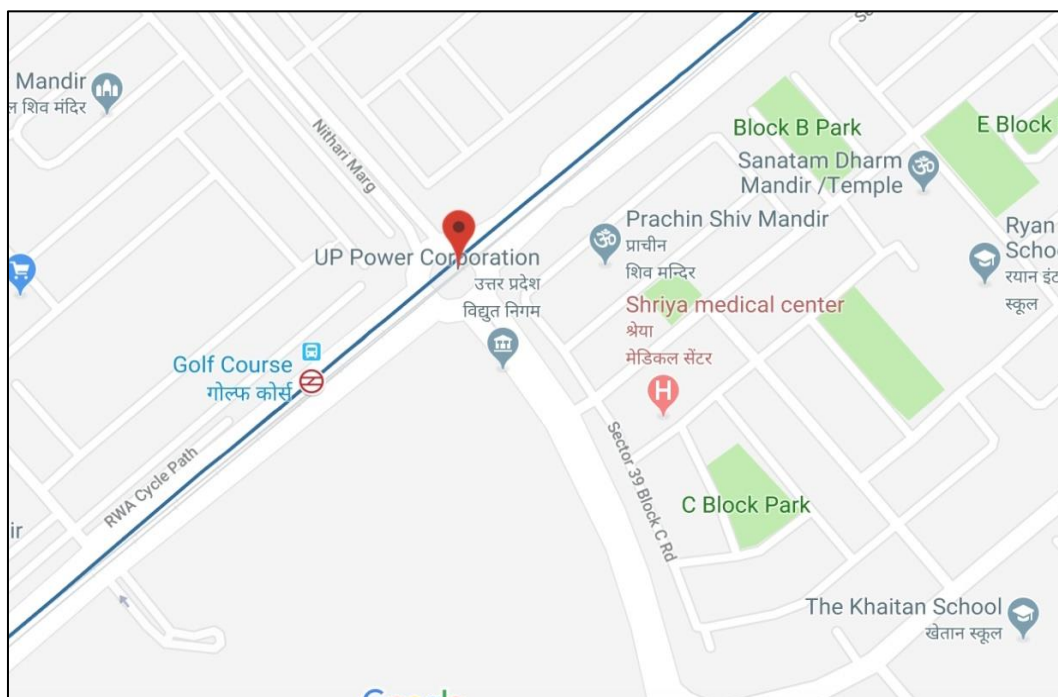 Mandir
ल शिव मंदिर
Nithari Marg
Block B Park
E Block
Sanatam Dharm
Mandir /Temple
Prachin Shiv Mandir
प्राचीन
शिव मन्दिर
Ryan
Schoo
रयान इंट
स्कूल
UP Power Corporation
उत्तर प्रदेश
विद्युत निगम
Shriya medical center
श्रेया
मेडिकल सेंटर
H
Golf Course
गोल्फ कोर्स
RWA Cycle Path
Sector 39 Block C Rd
C Block Park
ir
The Khaitan School
खेतान स्कूल